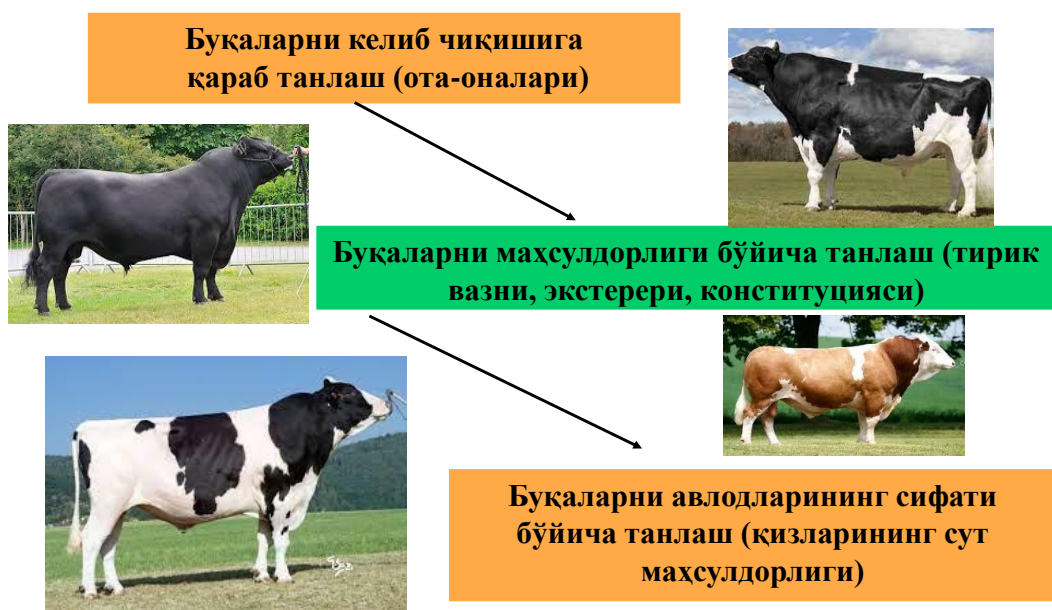 Буқаларни келиб чиқишига
қараб танлаш (ота-оналари)
Буқаларни маҳсулдорлиги бўйича танлаш (тирик
вазни, экстерери, конституцияси)
Буқаларни авлодларининг сифати
бўйича танлаш (қизларининг сут
маҳсулдорлиги)